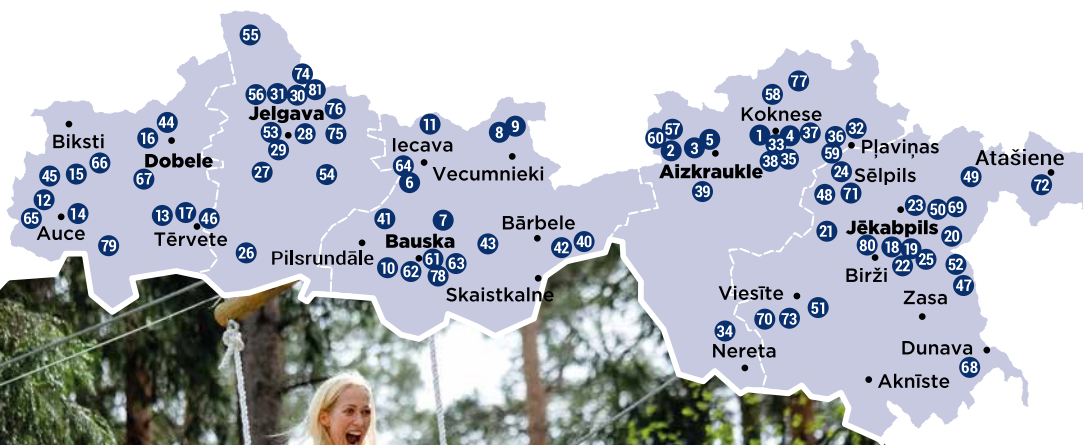 55
74
56 31 30 81
76
Jelgava
53 28 75
29
27 54
44
Biksti 16
Dobele
66
45 15 67
12
65 14
Auce
13 17 46
Tērvete
79
26
11
8 9
Iecava
64
6
Vecumnieki
41 7
Bārbele
Bauska 43
42 40
Pilsrundāle
10 62 61 63
78
Skaistkalne
77
58
Koknese
60 57
2 3 5
1 4 37
33
38 35
Aizkraukle
39
36 32
59
Pļaviņas
24
Sēlpils
48 71
49
Atašiene
72
23 50 69
21
Jēkabpils
20
80 18 19
22 25
52
Birži
47
Zasa
Viesīte
51
70 73
34
Nereta
Dunava
68
Aknīste